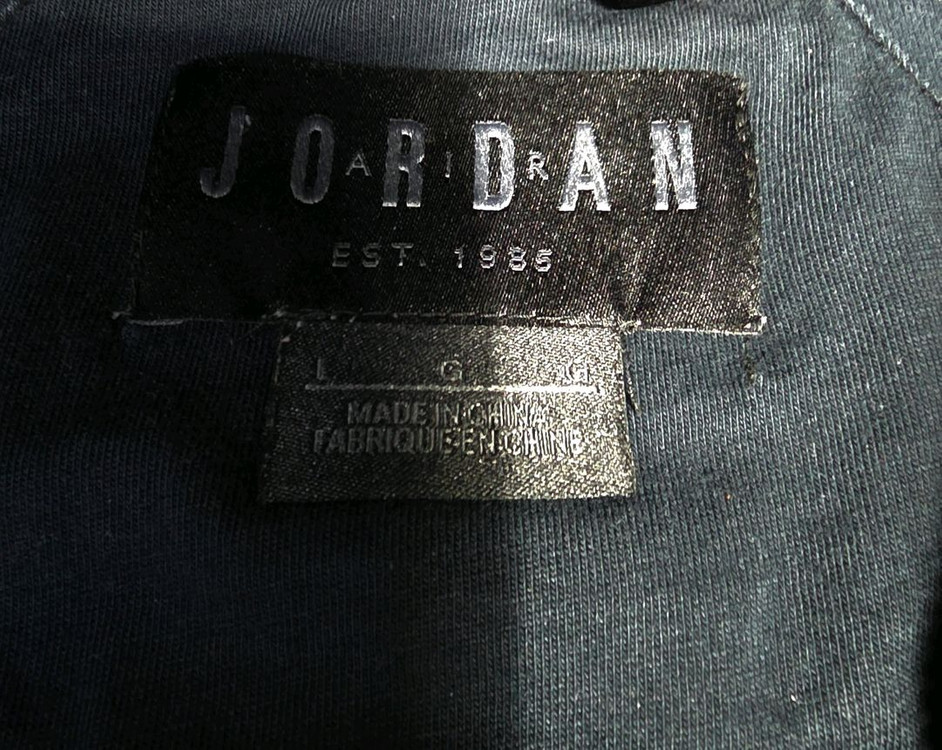 JORDAN
AIR
EST. 1985
L G G
MADE IN CHINA
FABRIQUE EN CHINE